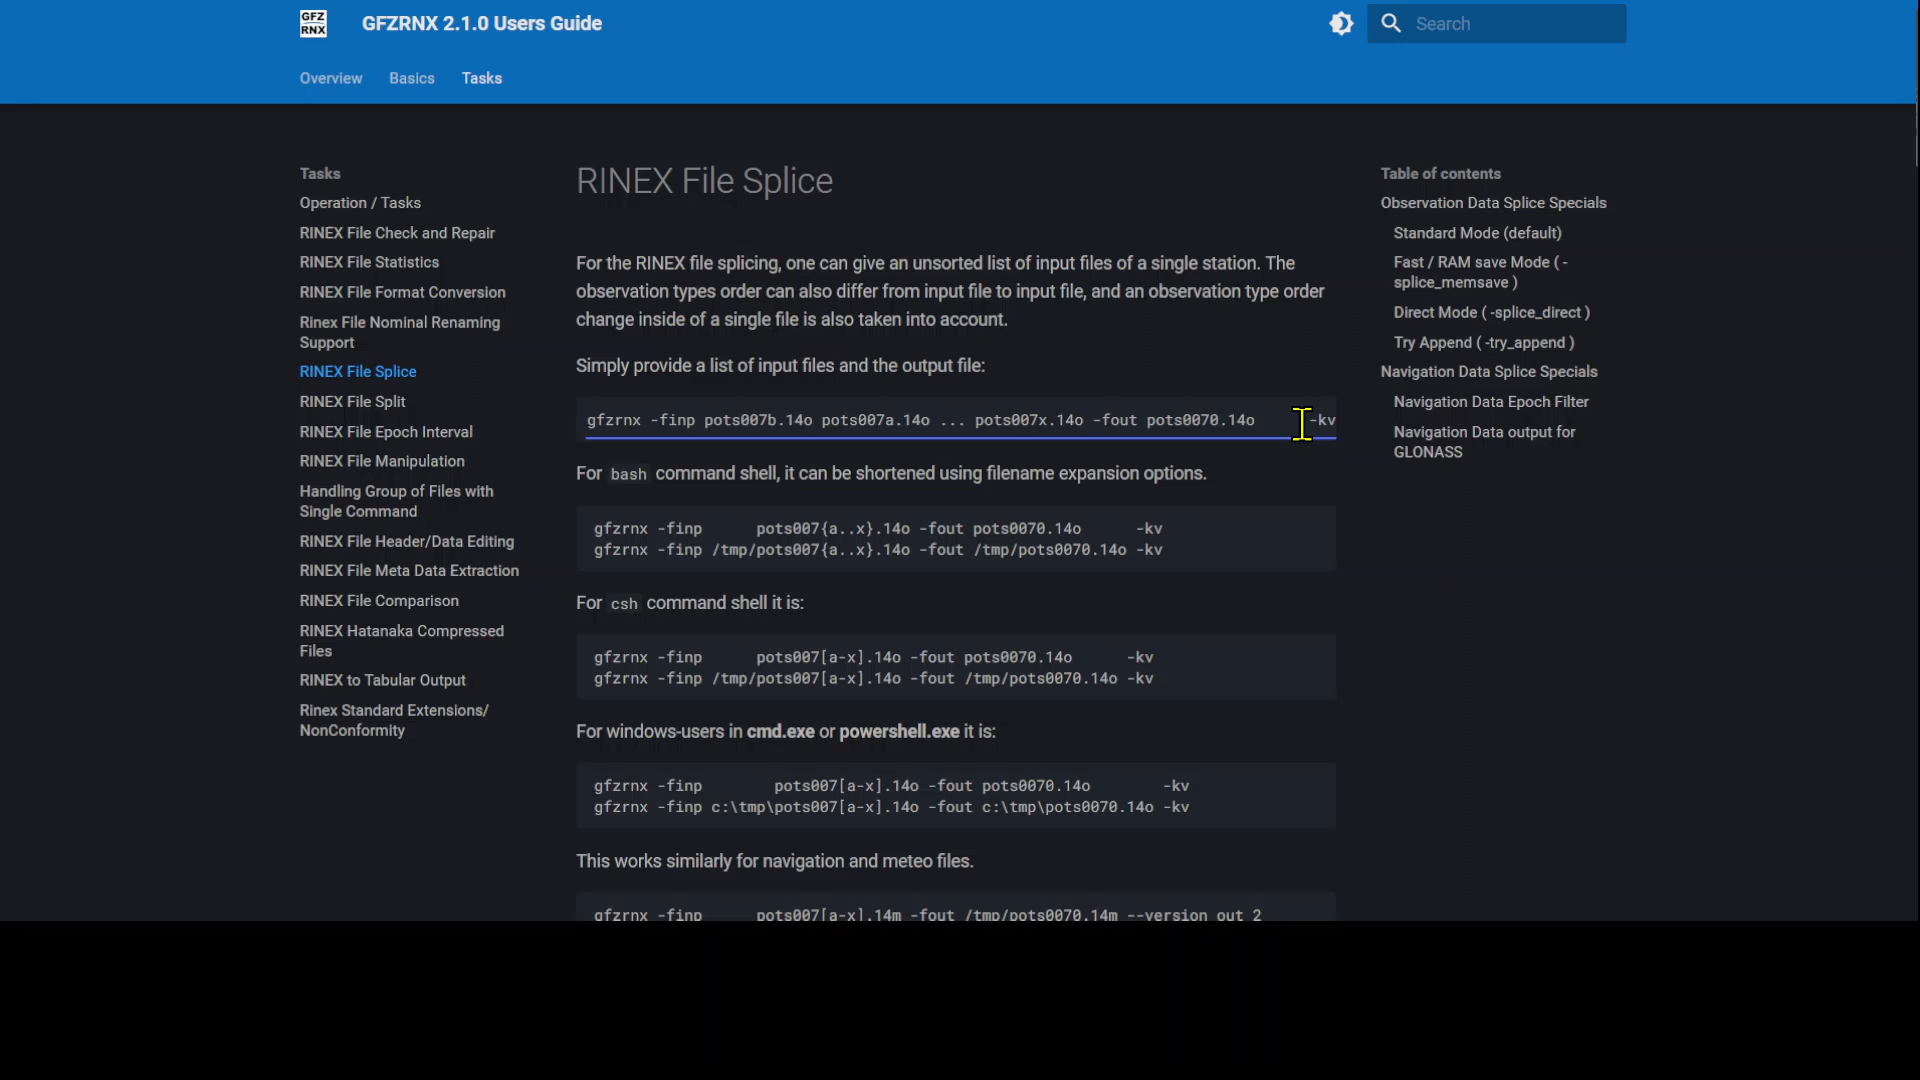 GFZ
RNX
GFZRNX 2.1.0 Users Guide
Search
Overview Basics Tasks
Tasks
Operation / Tasks
RINEX File Check and Repair
RINEX File Statistics
RINEX File Format Conversion
Rinex File Nominal Renaming
Support
RINEX File Splice
RINEX File Split
RINEX File Epoch Interval
RINEX File Manipulation
Handling Group of Files with
Single Command
RINEX File Header/Data Editing
RINEX File Meta Data Extraction
RINEX File Comparison
RINEX Hatanaka Compressed
Files
RINEX to Tabular Output
Rinex Standard Extensions/
NonConformity
RINEX File Splice
For the RINEX file splicing, one can give an unsorted list of input files of a single station. The
observation types order can also differ from input file to input file, and an observation type order
change inside of a single file is also taken into account.
Simply provide a list of input files and the output file:
gfzrnx -finp pots007b.14o pots007a.14o ... pots007x.14o -fout pots0070.14o      -kv
For bash command shell, it can be shortened using filename expansion options.
gfzrnx -finp      pots007{a..x}.14o -fout pots0070.14o      -kv
gfzrnx -finp /tmp/pots007{a..x}.14o -fout /tmp/pots0070.14o -kv
For csh command shell it is:
gfzrnx -finp      pots007[a-x].14o -fout pots0070.14o      -kv
gfzrnx -finp /tmp/pots007[a-x].14o -fout /tmp/pots0070.14o -kv
For windows-users in cmd.exe or powershell.exe it is:
gfzrnx -finp        pots007[a-x].14o -fout pots0070.14o        -kv
gfzrnx -finp c:\tmp\pots007[a-x].14o -fout c:\tmp\pots0070.14o -kv
This works similarly for navigation and meteo files.
gfzrnx -finp      pots007[a-x].14m -fout /tmp/pots0070.14m --version_out 2
Table of contents
Observation Data Splice Specials
Standard Mode (default)
Fast / RAM save Mode ( -
splice_memsave )
Direct Mode ( -splice_direct )
Try Append ( -try_append )
Navigation Data Splice Specials
Navigation Data Epoch Filter
Navigation Data output for
GLONASS